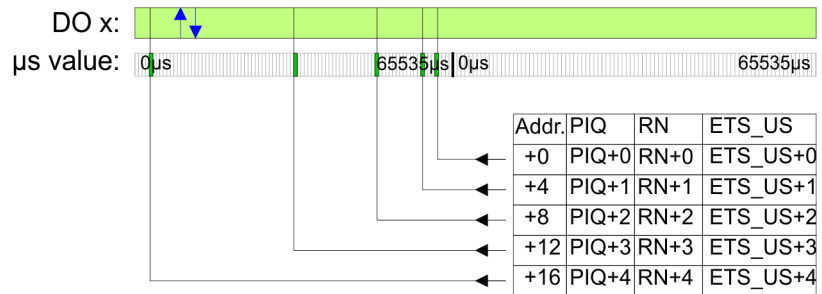 DO x:
µs value: 0µs 65535µs 0µs 65535µs
Addr. PIQ RN ETS_US
+0 PIQ+0 RN+0 ETS_US+0
+4 PIQ+1 RN+1 ETS_US+1
+8 PIQ+2 RN+2 ETS_US+2
+12 PIQ+3 RN+3 ETS_US+3
+16 PIQ+4 RN+4 ETS_US+4